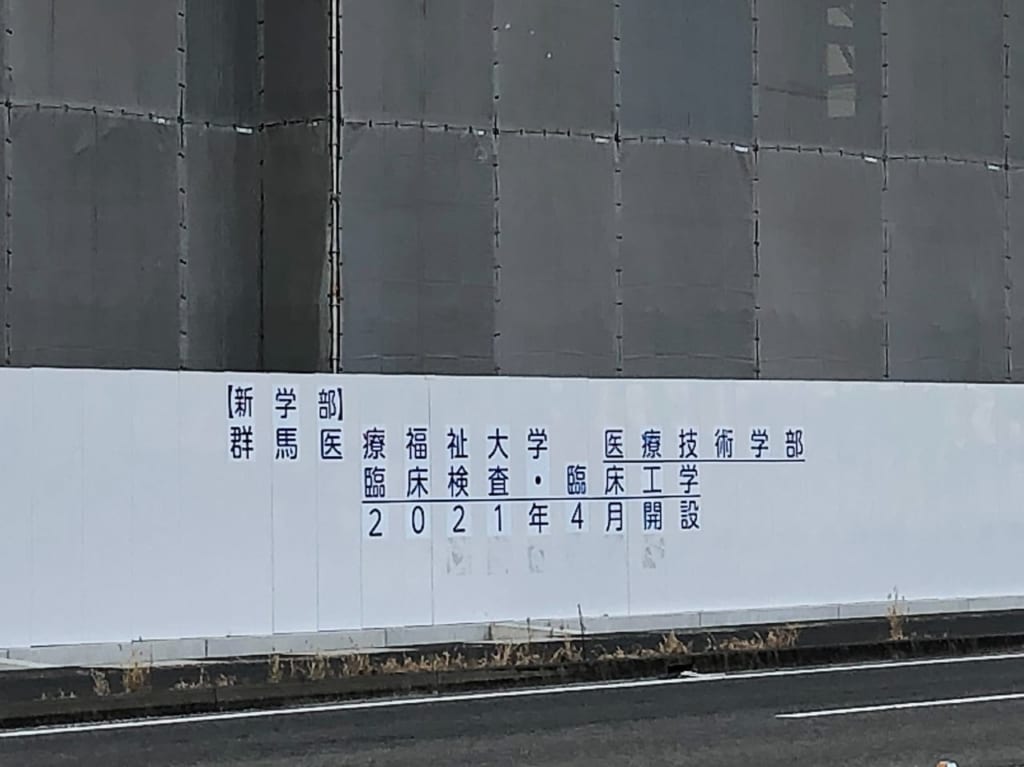 【新学部】
群馬医療福祉大学 医療技術学部
臨床検査・臨床工学
2021年4月開設